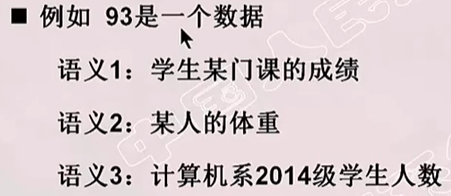 ■ 例如 93是一个数据
语义1：学生某门课的成绩
语义2：某人的体重
语义3：计算机系2014级学生人数